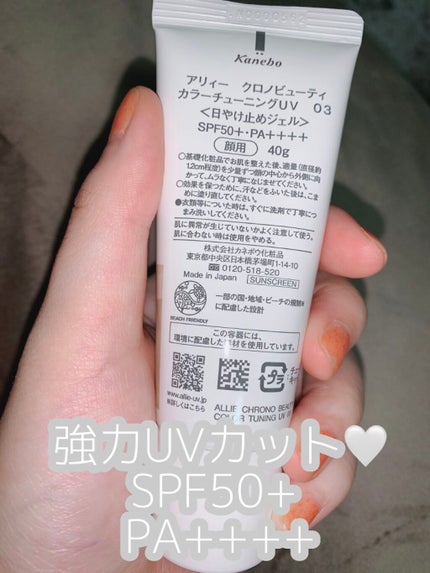 Kanebo
アリィー クロノビューティ
カラーチューニングUV 03
<日やけ止めジェル>
SPF50+・PA++++
顔用 40g
○基礎化粧品でお肌を整えた後、適量(直径約
1.2cm程度)を少量ずつ顔の中心から外側に向
かって、ムラなく丁寧になじませてください。
○効果を保つために、汗などをふいた後は、こま
めに塗り直してください。
●衣類等についた時は、すぐに洗剤で丁寧につ
まみ洗いしてください。
肌に異常が生じていないかよく注意して使う。
肌に合わない時は使用をやめる。
株式会社カネボウ化粧品
東京都中央区日本橋茅場町1-14-10
0120-518-520
Made in Japan SUNSCREEN
一部の国・地域・ビーチの規制
に配慮した設計
BEACH FRIENDLY
この容器には、
環境に配慮した材を使用しています。
プラ
www.allie-uv.jp
詳しくはこちら
ALLIE CHRONO BEAU
COLOR TUNING UV
強力UVカット🤍
SPF50+
PA++++